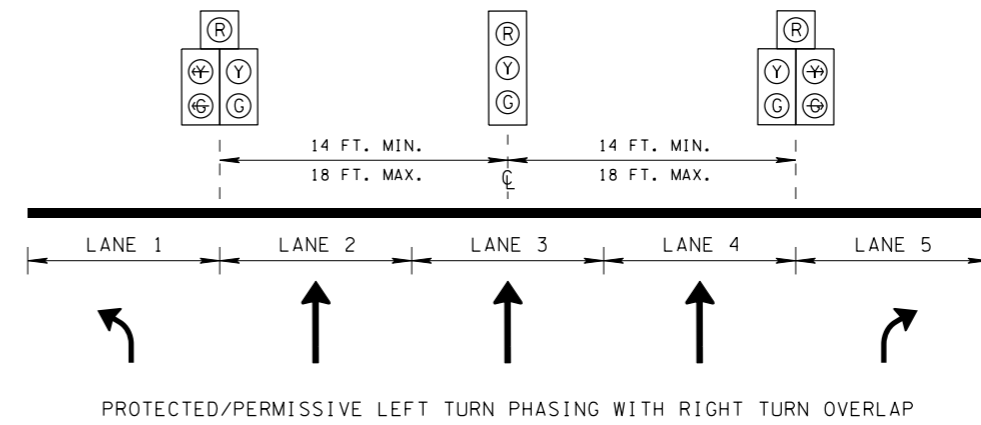 R R R
Y Y Y Y Y
G G G G G
14 FT. MIN. 14 FT. MIN.
18 FT. MAX. ℄ 18 FT. MAX.
LANE 1 LANE 2 LANE 3 LANE 4 LANE 5
PROTECTED/PERMISSIVE LEFT TURN PHASING WITH RIGHT TURN OVERLAP